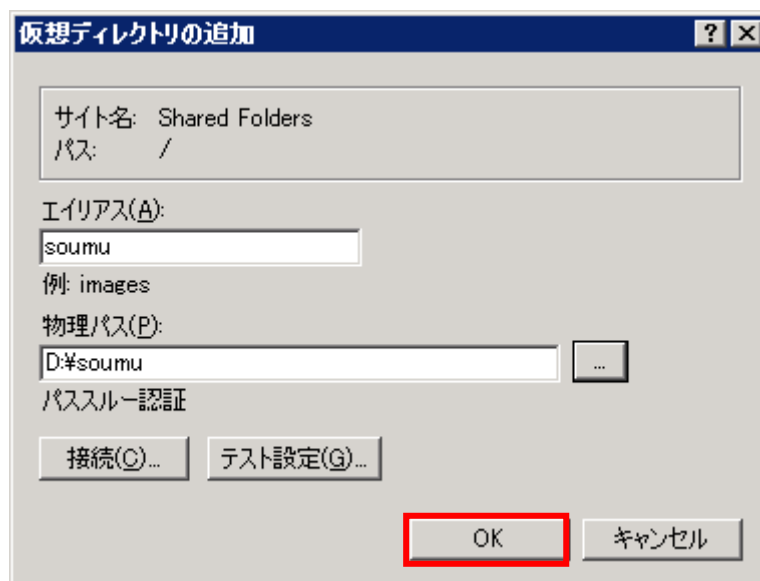 仮想ディレクトリの追加
サイト名: Shared Folders
パス: /
エイリアス(A):
soumu
例: images
物理パス(P):
D:¥soumu
...
パススルー認証
接続(C)... テスト設定(G)...
OK キャンセル